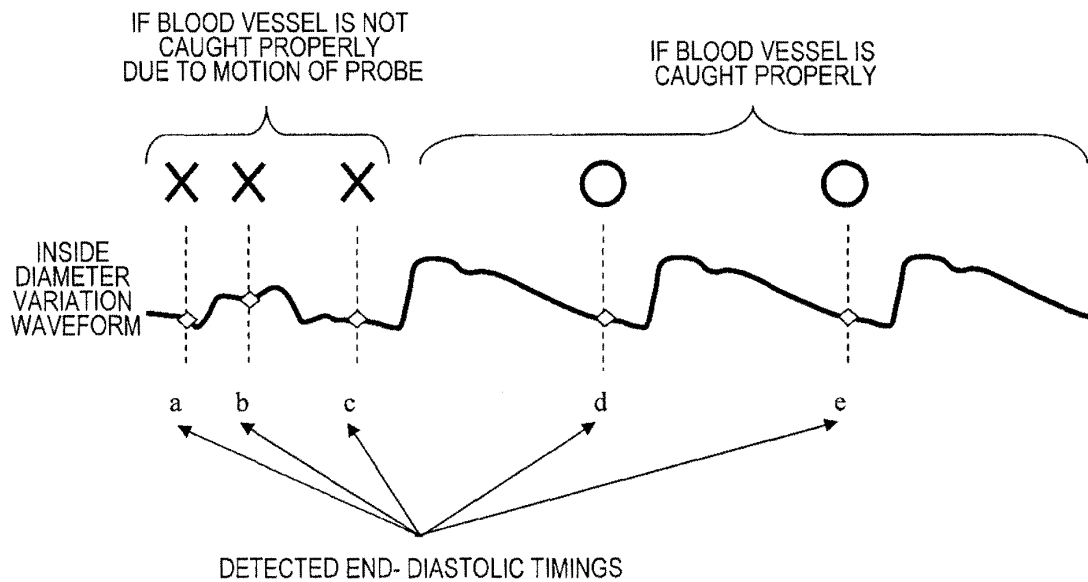 IF BLOOD VESSEL IS NOT
CAUGHT PROPERLY
DUE TO MOTION OF PROBE
IF BLOOD VESSEL IS
CAUGHT PROPERLY
INSIDE
DIAMETER
VARIATION
WAVEFORM
a b c d e
DETECTED END- DIASTOLIC TIMINGS